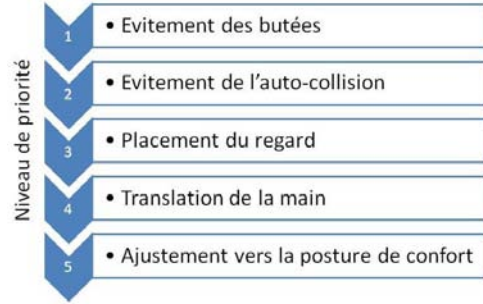 Niveau de priorité
1 • Evitement des butées
2 • Evitement de l'auto-collision
3 • Placement du regard
4 • Translation de la main
5 • Ajustement vers la posture de confort